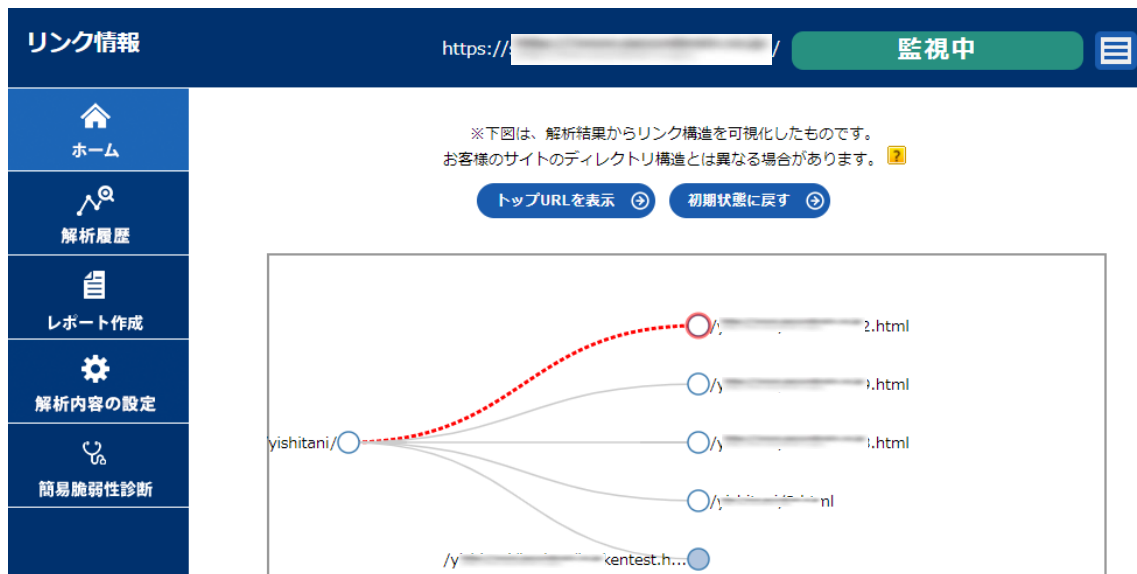 リンク情報
https://
/
監視中
ホーム
解析履歴
レポート作成
解析内容の設定
簡易脆弱性診断
※下図は、解析結果からリンク構造を可視化したものです。
お客様のサイトのディレクトリ構造とは異なる場合があります。 ?
トップURLを表示
初期状態に戻す
2.html
.html
yishitani/
.html
kentest.h...